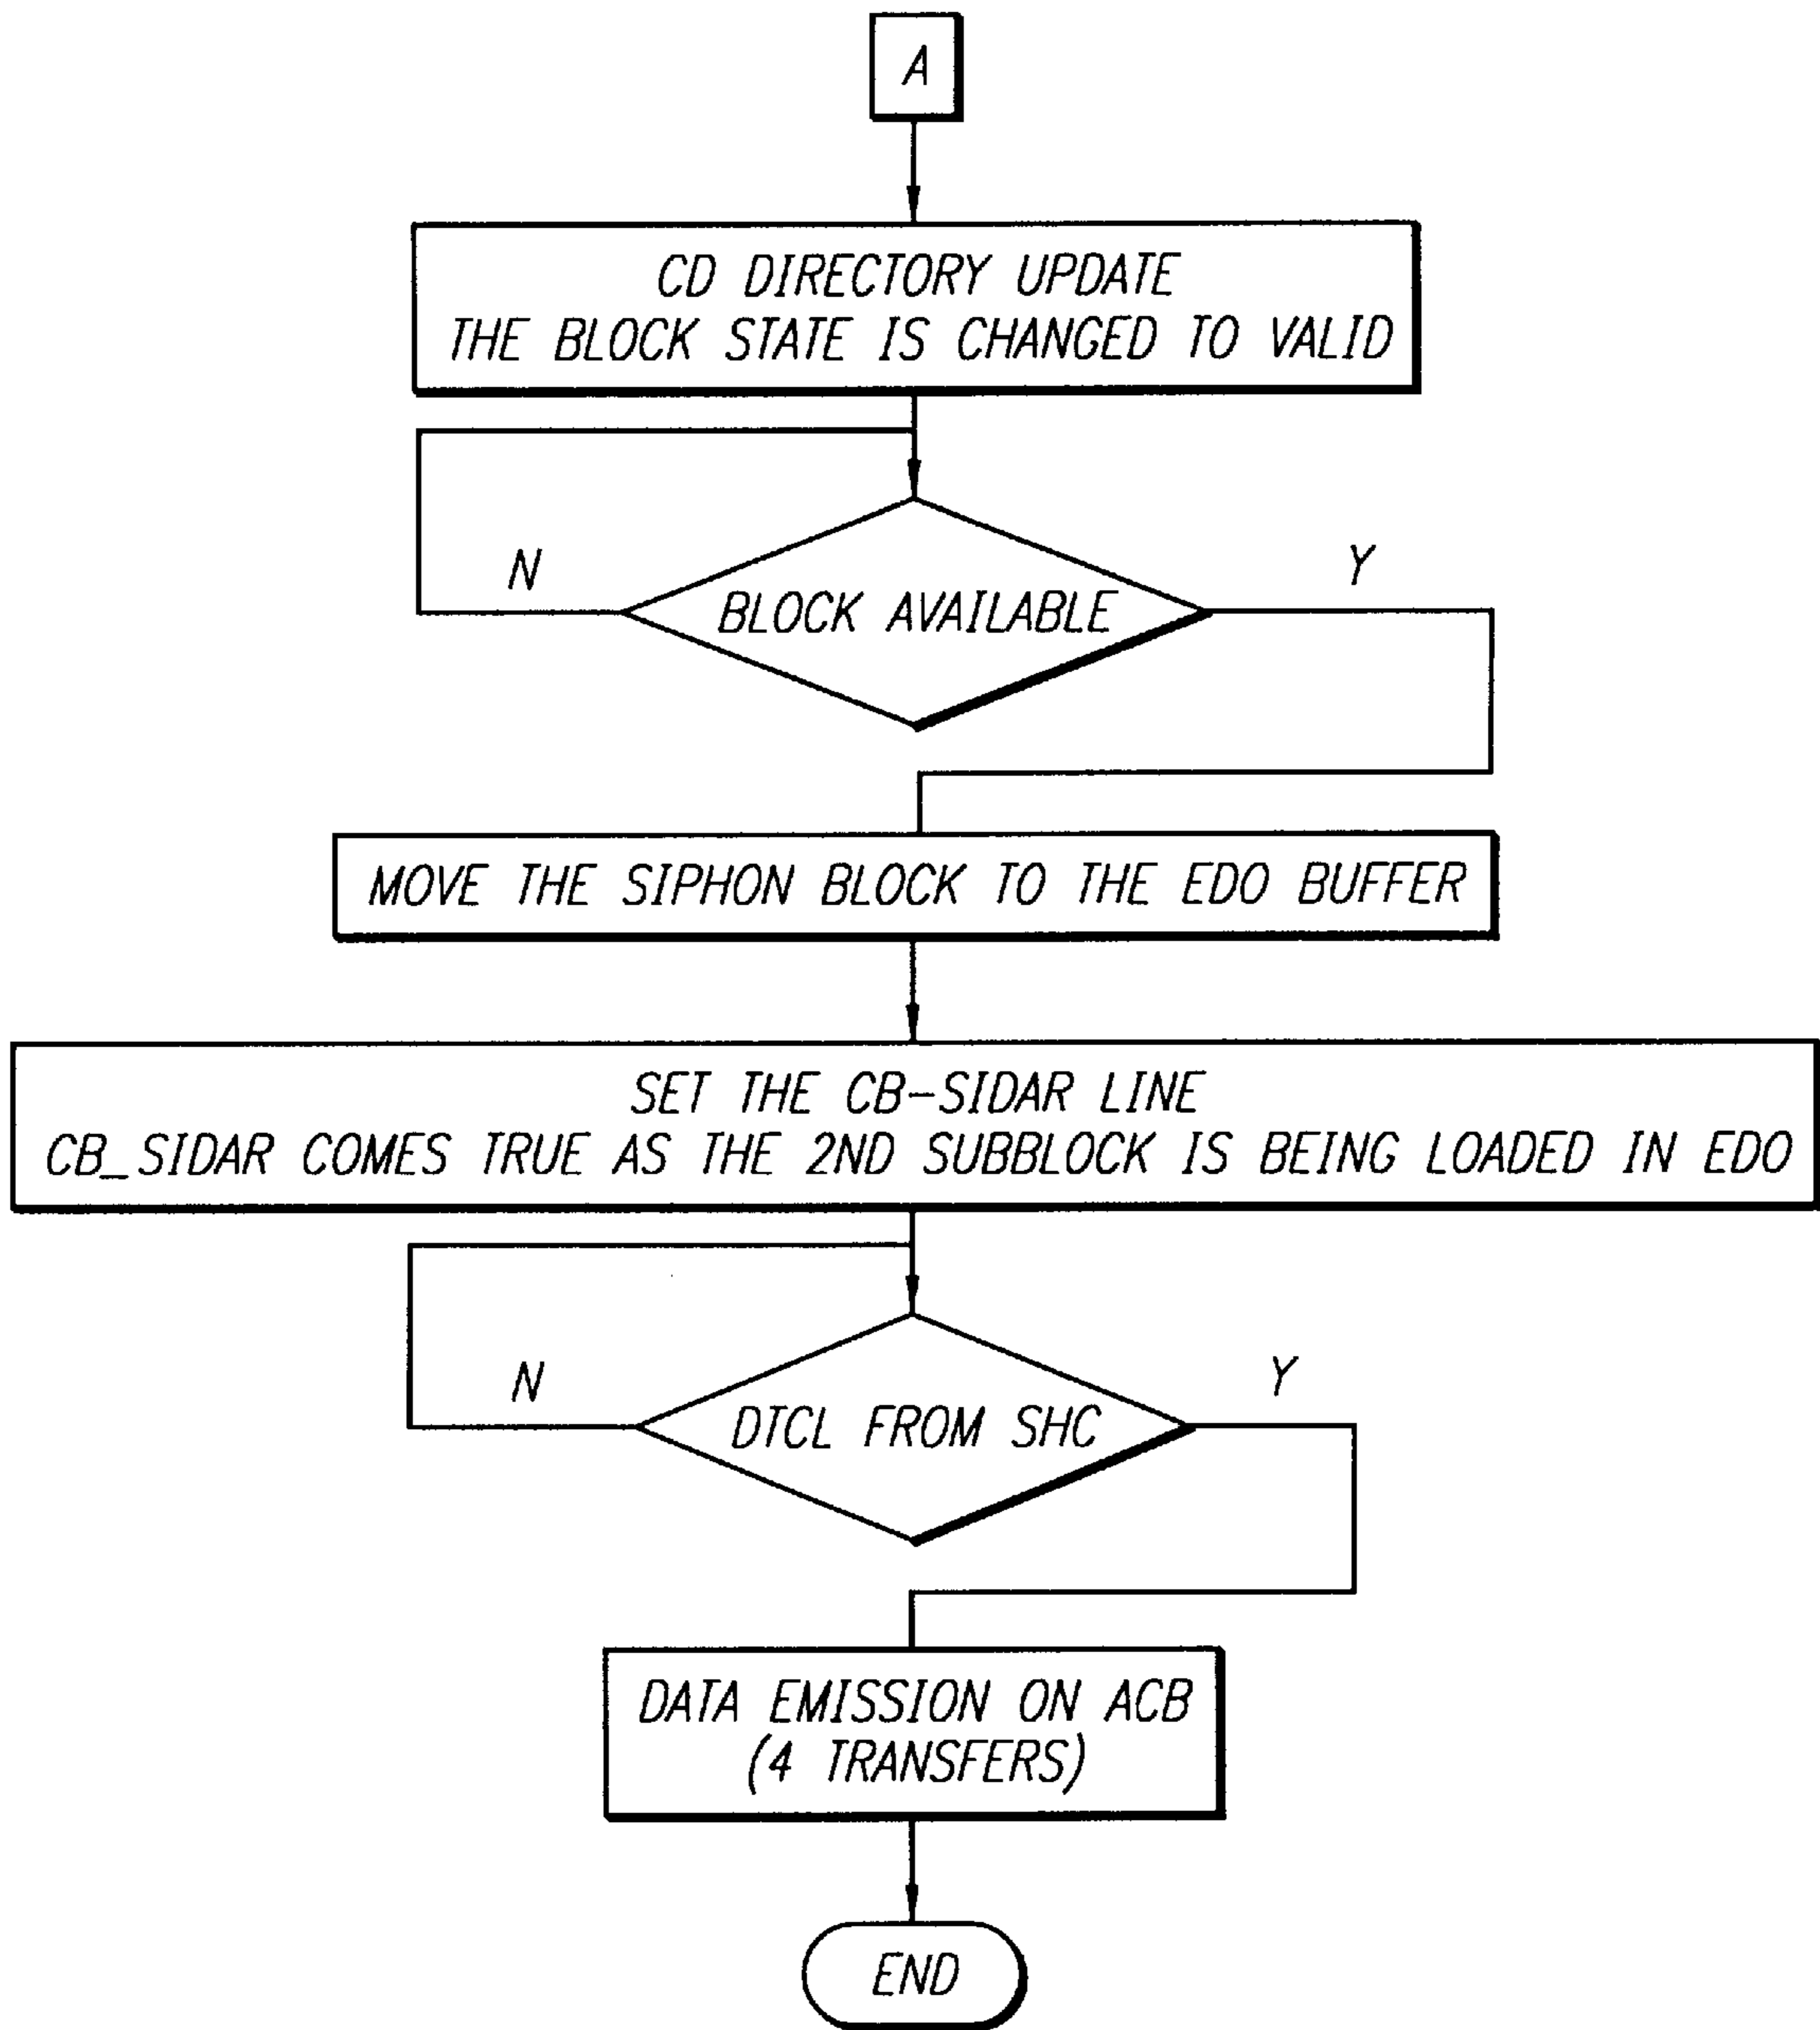 A
CD DIRECTORY UPDATE
THE BLOCK STATE IS CHANGED TO VALID
N
Y
BLOCK AVAILABLE
MOVE THE SIPHON BLOCK TO THE EDO BUFFER
SET THE CB-SIDAR LINE
CB_SIDAR COMES TRUE AS THE 2ND SUBBLOCK IS BEING LOADED IN EDO
N
Y
DTCL FROM SHC
DATA EMISSION ON ACB
(4 TRANSFERS)
END